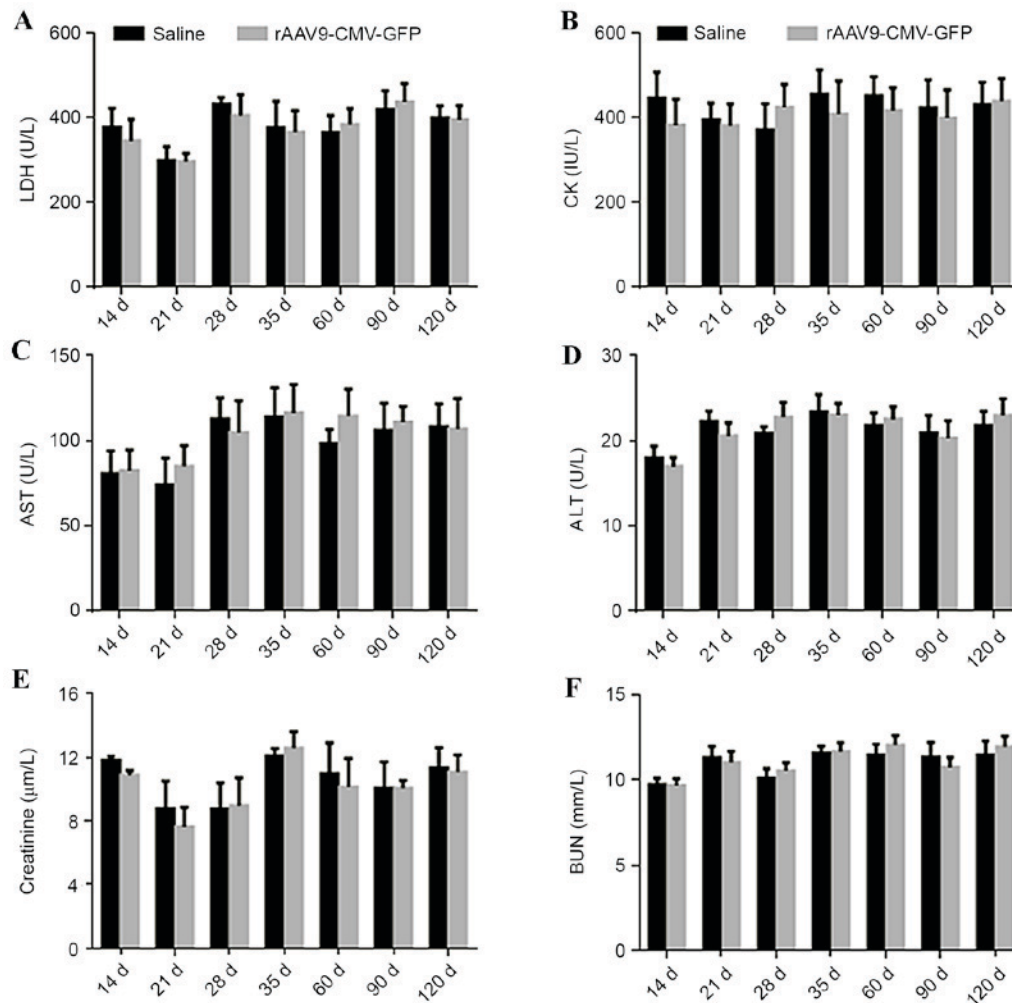 A
Saline rAAV9-CMV-GFP
LDH (U/L)
600
400
200
0
14 d 21 d 28 d 35 d 60 d 90 d 120 d
B
Saline rAAV9-CMV-GFP
CK (IU/L)
600
400
200
0
14 d 21 d 28 d 35 d 60 d 90 d 120 d
C
AST (U/L)
150
100
50
0
14 d 21 d 28 d 35 d 60 d 90 d 120 d
D
ALT (U/L)
30
20
10
0
14 d 21 d 28 d 35 d 60 d 90 d 120 d
E
Creatinine (μm/L)
16
12
8
4
0
14 d 21 d 28 d 35 d 60 d 90 d 120 d
F
BUN (mm/L)
15
10
5
0
14 d 21 d 28 d 35 d 60 d 90 d 120 d